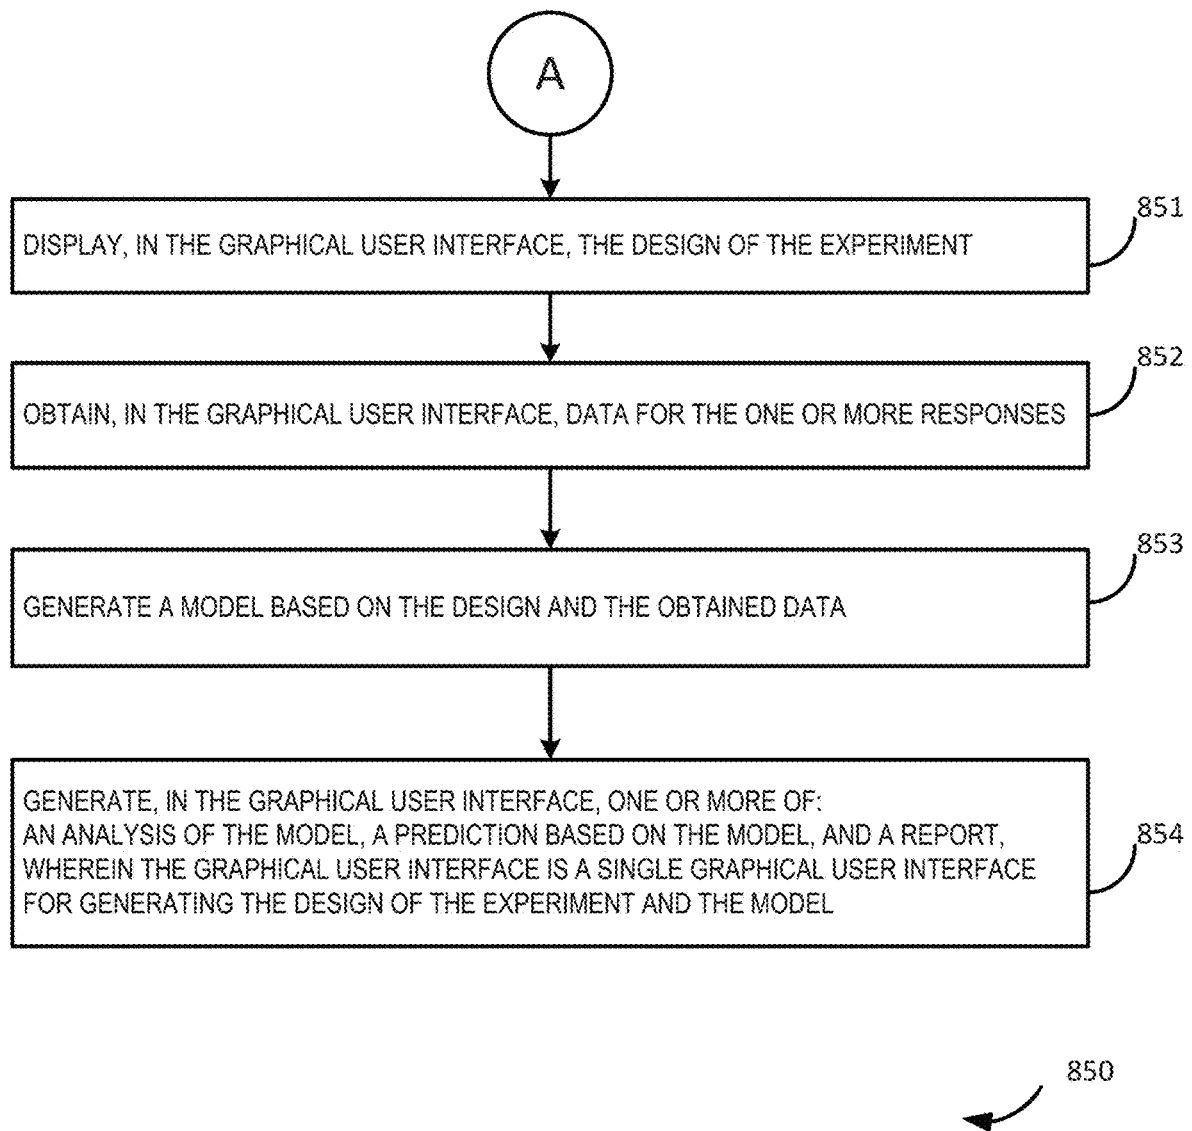 A
851
DISPLAY, IN THE GRAPHICAL USER INTERFACE, THE DESIGN OF THE EXPERIMENT
852
OBTAIN, IN THE GRAPHICAL USER INTERFACE, DATA FOR THE ONE OR MORE RESPONSES
853
GENERATE A MODEL BASED ON THE DESIGN AND THE OBTAINED DATA
854
GENERATE, IN THE GRAPHICAL USER INTERFACE, ONE OR MORE OF:
AN ANALYSIS OF THE MODEL, A PREDICTION BASED ON THE MODEL, AND A REPORT,
WHEREIN THE GRAPHICAL USER INTERFACE IS A SINGLE GRAPHICAL USER INTERFACE
FOR GENERATING THE DESIGN OF THE EXPERIMENT AND THE MODEL
850